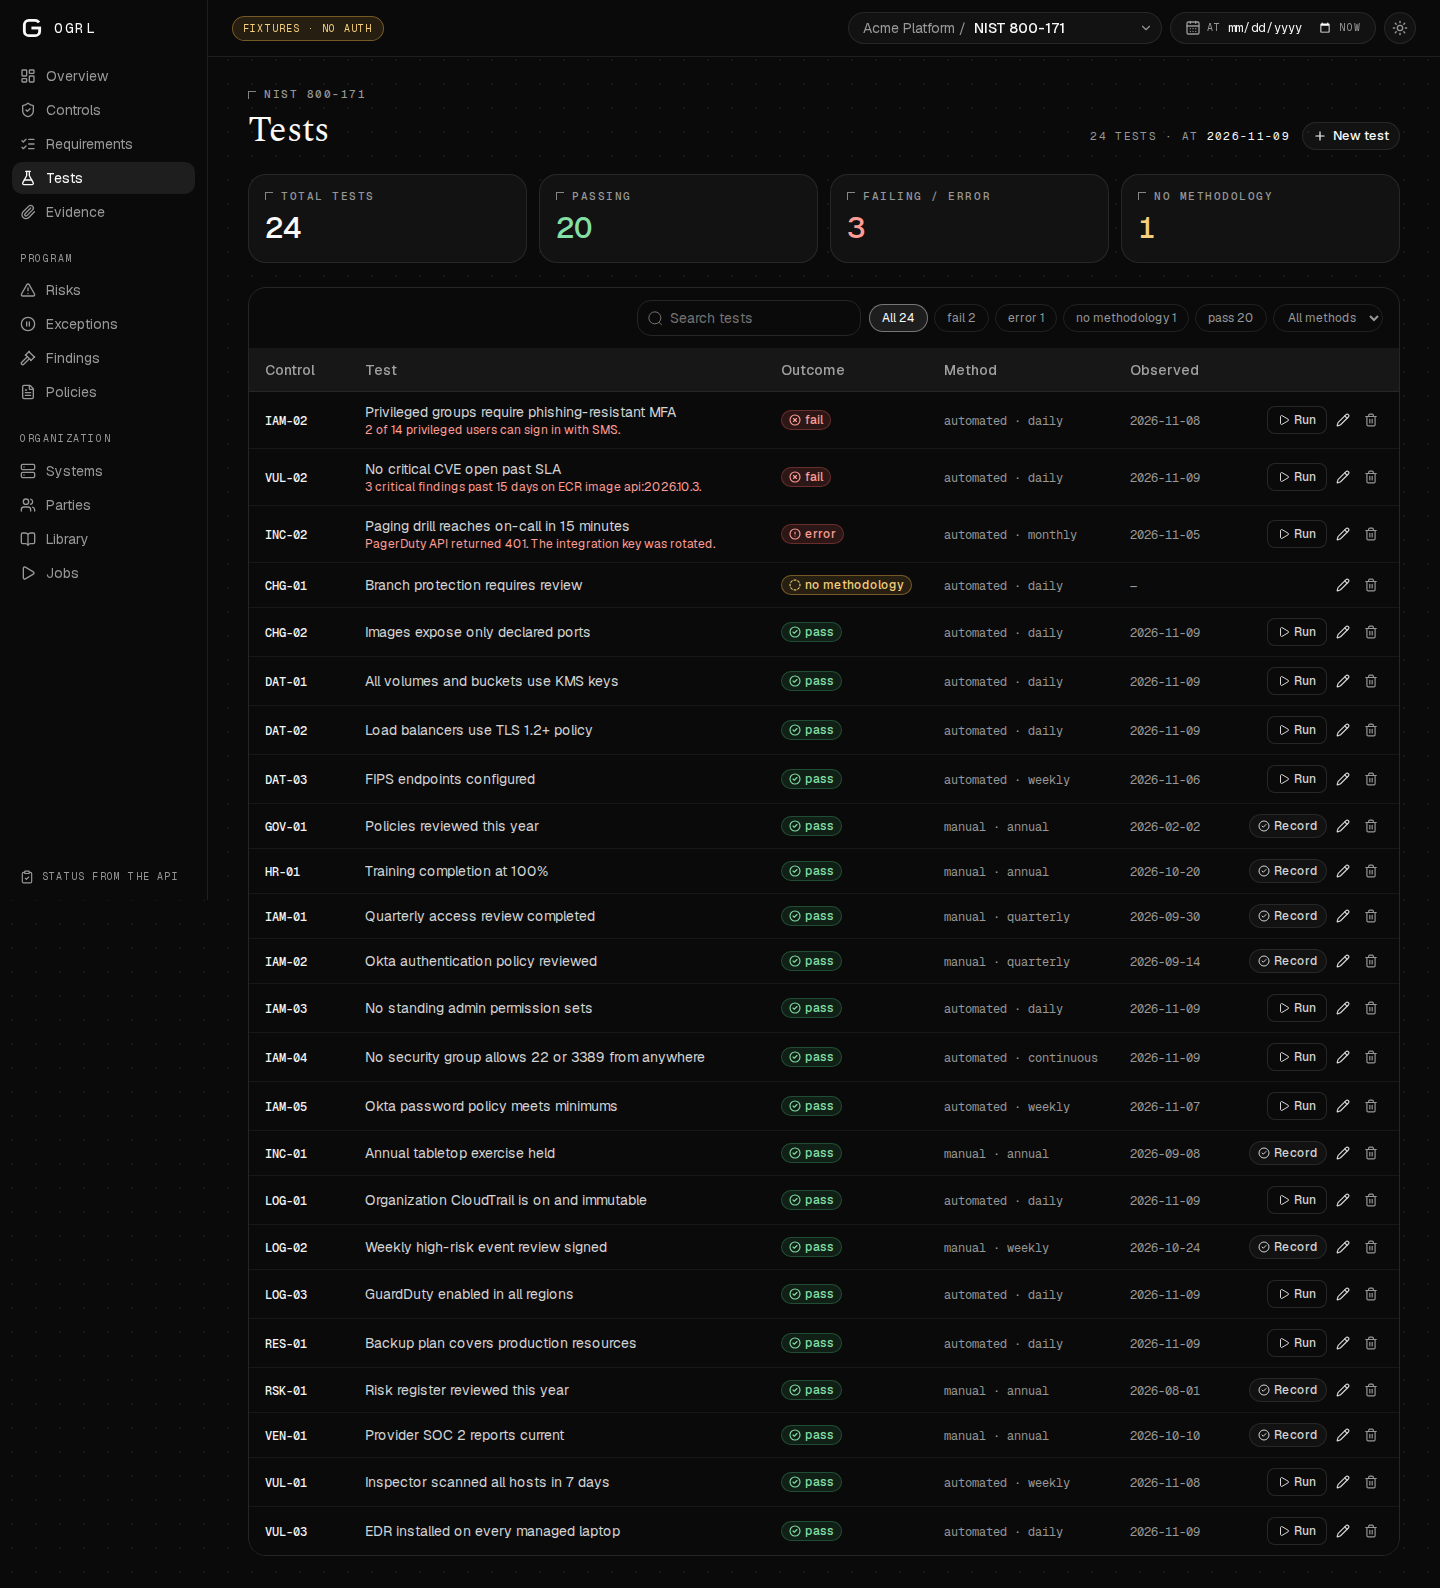 OGRL
FIXTURES · NO AUTH
Acme Platform / NIST 800-171
AT mm/dd/yyyy NOW
Overview
Controls
Requirements
Tests
Evidence
PROGRAM
Risks
Exceptions
Findings
Policies
ORGANIZATION
Systems
Parties
Library
Jobs
STATUS FROM THE API
NIST 800-171
Tests
24 TESTS · AT 2026-11-09
New test
TOTAL TESTS
24
PASSING
20
FAILING / ERROR
3
NO METHODOLOGY
1
Search tests
All 24
fail 2
error 1
no methodology 1
pass 20
All methods
Control Test Outcome Method Observed
IAM-02 Privileged groups require phishing-resistant MFA fail automated · daily 2026-11-08 Run
2 of 14 privileged users can sign in with SMS.
VUL-02 No critical CVE open past SLA fail automated · daily 2026-11-09 Run
3 critical findings past 15 days on ECR image api:2026.10.3.
INC-02 Paging drill reaches on-call in 15 minutes error automated · monthly 2026-11-05 Run
PagerDuty API returned 401. The integration key was rotated.
CHG-01 Branch protection requires review no methodology automated · daily —
CHG-02 Images expose only declared ports pass automated · daily 2026-11-09 Run
DAT-01 All volumes and buckets use KMS keys pass automated · daily 2026-11-09 Run
DAT-02 Load balancers use TLS 1.2+ policy pass automated · daily 2026-11-09 Run
DAT-03 FIPS endpoints configured pass automated · weekly 2026-11-06 Run
GOV-01 Policies reviewed this year pass manual · annual 2026-02-02 Record
HR-01 Training completion at 100% pass manual · annual 2026-10-20 Record
IAM-01 Quarterly access review completed pass manual · quarterly 2026-09-30 Record
IAM-02 Okta authentication policy reviewed pass manual · quarterly 2026-09-14 Record
IAM-03 No standing admin permission sets pass automated · daily 2026-11-09 Run
IAM-04 No security group allows 22 or 3389 from anywhere pass automated · continuous 2026-11-09 Run
IAM-05 Okta password policy meets minimums pass automated · weekly 2026-11-07 Run
INC-01 Annual tabletop exercise held pass manual · annual 2026-09-08 Record
LOG-01 Organization CloudTrail is on and immutable pass automated · daily 2026-11-09 Run
LOG-02 Weekly high-risk event review signed pass manual · weekly 2026-10-24 Record
LOG-03 GuardDuty enabled in all regions pass automated · daily 2026-11-09 Run
RES-01 Backup plan covers production resources pass automated · daily 2026-11-09 Run
RSK-01 Risk register reviewed this year pass manual · annual 2026-08-01 Record
VEN-01 Provider SOC 2 reports current pass manual · annual 2026-10-10 Record
VUL-01 Inspector scanned all hosts in 7 days pass automated · weekly 2026-11-08 Run
VUL-03 EDR installed on every managed laptop pass automated · daily 2026-11-09 Run